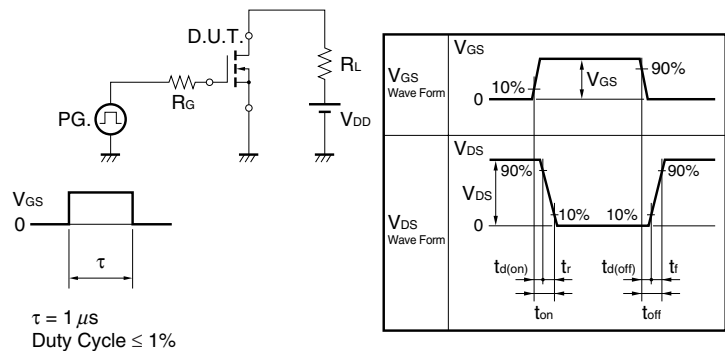 D.U.T.
RL
RG
PG.
VDD
VGS
0
τ
τ = 1 μs
Duty Cycle ≤ 1%
VGS
Wave Form
VGS
VGS
10%
90%
0
VDS
Wave Form
VDS
VDS
90%
90%
10%
10%
0
td(on)
tr
td(off)
tf
ton
toff